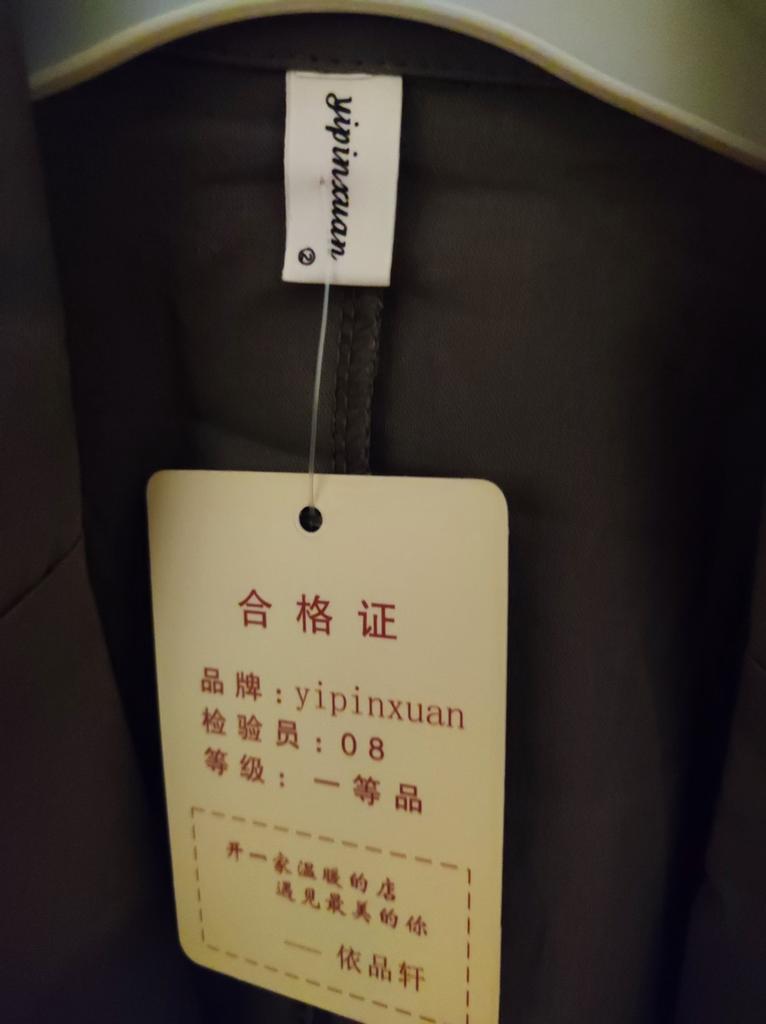 yipinxuan
②
合格证
品牌:yipinxuan
检验员:08
等级:一等品
开一家温暖的店
遇见最美的你
——依品轩